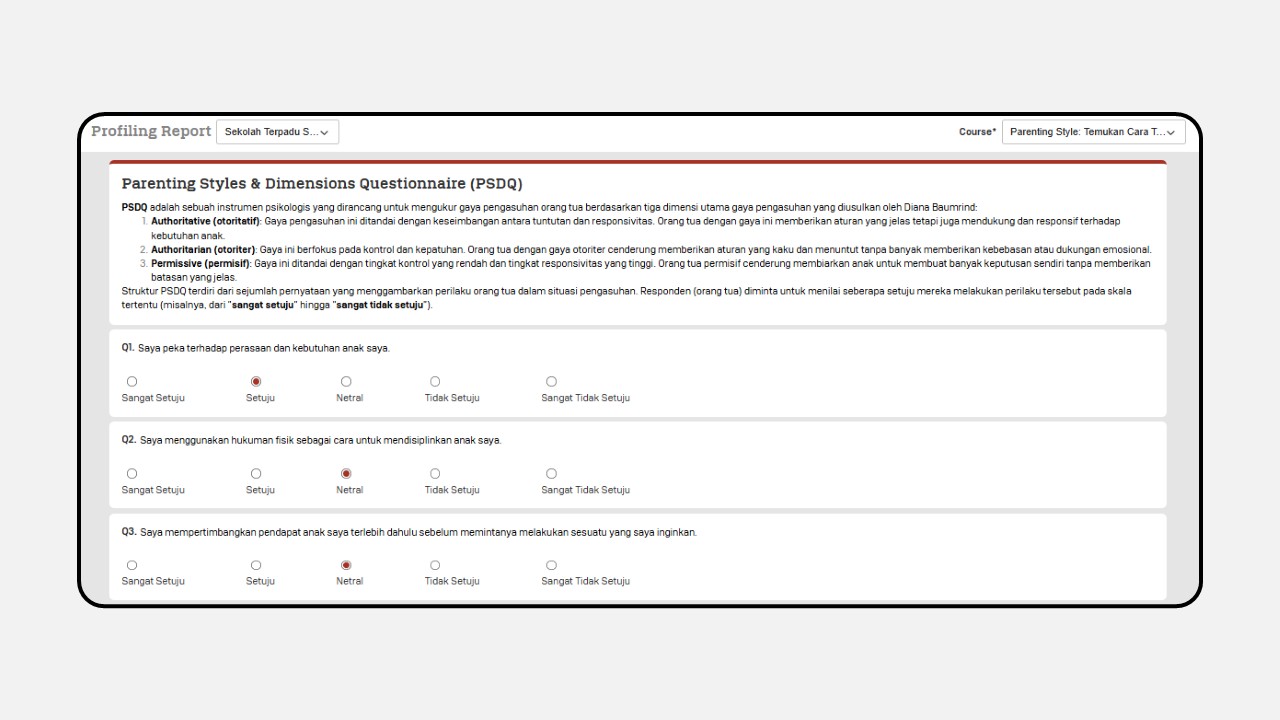 Profiling Report
Sekolah Terpadu S...
Course*
Parenting Style: Temukan Cara T...
Parenting Styles & Dimensions Questionnaire (PSDQ)
PSDQ adalah sebuah instrumen psikologis yang dirancang untuk mengukur gaya pengasuhan orang tua berdasarkan tiga dimensi utama gaya pengasuhan yang diusulkan oleh Diana Baumrind:
1. Authoritative (otoritatif): Gaya pengasuhan ini ditandai dengan keseimbangan antara tuntutan dan responsivitas. Orang tua dengan gaya ini memberikan aturan yang jelas tetapi juga mendukung dan responsif terhadap
kebutuhan anak.
2. Authoritarian (otoriter): Gaya ini berfokus pada kontrol dan kepatuhan. Orang tua dengan gaya otoriter cenderung memberikan aturan yang kaku dan menuntut tanpa banyak memberikan kebebasan atau dukungan emosional.
3. Permissive (permisif): Gaya ini ditandai dengan tingkat kontrol yang rendah dan tingkat responsivitas yang tinggi. Orang tua permisif cenderung membiarkan anak untuk membuat banyak keputusan sendiri tanpa memberikan
batasan yang jelas.
Struktur PSDQ terdiri dari sejumlah pernyataan yang menggambarkan perilaku orang tua dalam situasi pengasuhan. Responden (orang tua) diminta untuk menilai seberapa setuju mereka melakukan perilaku tersebut pada skala
tertentu (misalnya, dari "sangat setuju" hingga "sangat tidak setuju").
Q1. Saya peka terhadap perasaan dan kebutuhan anak saya.
Sangat Setuju Setuju Netral Tidak Setuju Sangat Tidak Setuju
Q2. Saya menggunakan hukuman fisik sebagai cara untuk mendisiplinkan anak saya.
Sangat Setuju Setuju Netral Tidak Setuju Sangat Tidak Setuju
Q3. Saya mempertimbangkan pendapat anak saya terlebih dahulu sebelum memintanya melakukan sesuatu yang saya inginkan.
Sangat Setuju Setuju Netral Tidak Setuju Sangat Tidak Setuju